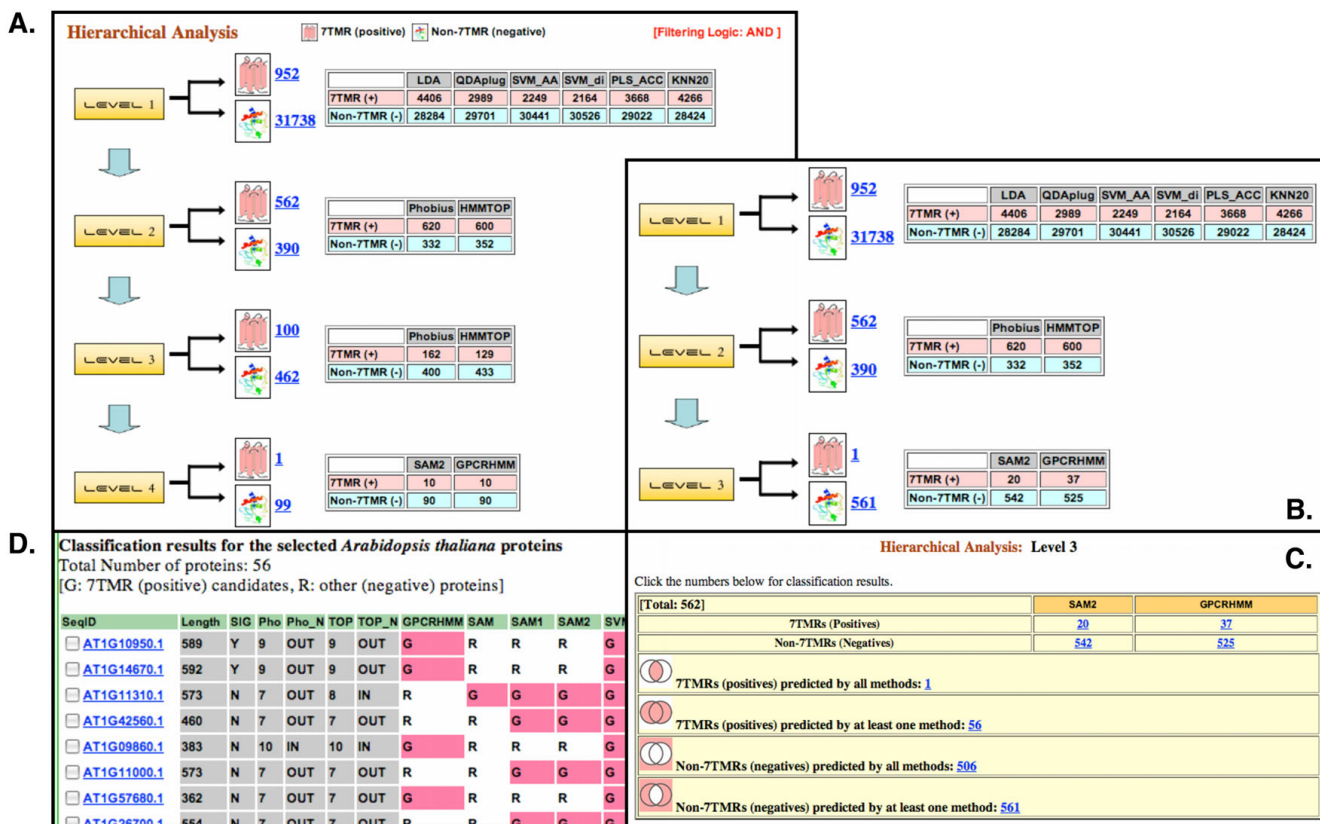 A.
Hierarchical Analysis 7TMR (positive) Non-7TMR (negative) [Filtering Logic: AND ]
LEVEL 1
952
31738
LDA QDAplug SVM_AA SVM_di PLS_ACC KNN20
7TMR (+) 4406 2989 2249 2164 3668 4266
Non-7TMR (-) 28284 29701 30441 30526 29022 28424
LEVEL 2
562
390
Phobius HMMTOP
7TMR (+) 620 600
Non-7TMR (-) 332 352
LEVEL 3
100
462
Phobius HMMTOP
7TMR (+) 162 129
Non-7TMR (-) 400 433
LEVEL 4
1
99
SAM2 GPCRHMM
7TMR (+) 10 10
Non-7TMR (-) 90 90
LEVEL 1
952
31738
LDA QDAplug SVM_AA SVM_di PLS_ACC KNN20
7TMR (+) 4406 2989 2249 2164 3668 4266
Non-7TMR (-) 28284 29701 30441 30526 29022 28424
LEVEL 2
562
390
Phobius HMMTOP
7TMR (+) 620 600
Non-7TMR (-) 332 352
LEVEL 3
1
561
SAM2 GPCRHMM
7TMR (+) 20 37
Non-7TMR (-) 542 525
B.
D.
Classification results for the selected Arabidopsis thaliana proteins
Total Number of proteins: 56
[G: 7TMR (positive) candidates, R: other (negative) proteins]
SeqID Length SIG Pho Pho_N TOP TOP_N GPCRHMM SAM SAM1 SAM2
AT1G10950.1 589 Y 9 OUT 9 OUT G R R R G
AT1G14670.1 592 Y 9 OUT 9 OUT G R R R G
AT1G11310.1 573 N 7 OUT 8 IN R G G G G
AT1G42560.1 460 N 7 OUT 7 OUT R R G G G
AT1G09860.1 383 N 10 IN 10 IN G R R R G
AT1G11000.1 573 N 7 OUT 7 OUT R R G G G
AT1G57680.1 362 N 7 OUT 7 OUT G R R R G
AT1G26700.1 554 N 7 OUT 7 OUT R R G G G
Hierarchical Analysis: Level 3
C.
Click the numbers below for classification results.
[Total: 562] SAM2 GPCRHMM
7TMRs (Positives) 20 37
Non-7TMRs (Negatives) 542 525
7TMRs (positives) predicted by all methods: 1
7TMRs (positives) predicted by at least one method: 56
Non-7TMRs (negatives) predicted by all methods: 506
Non-7TMRs (negatives) predicted by at least one method: 561